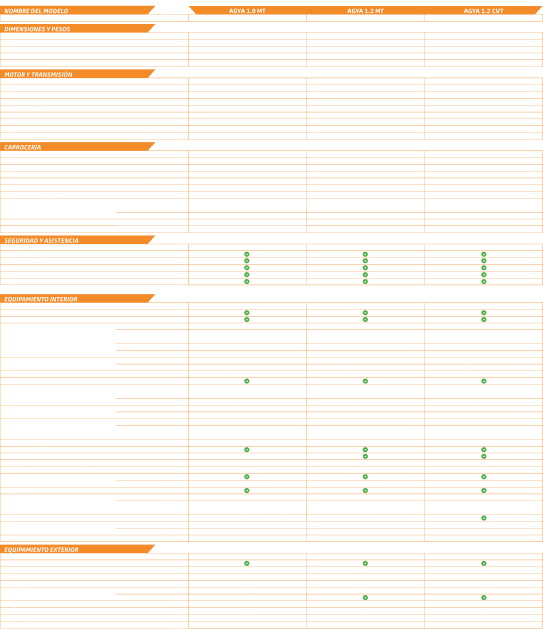 NOMBRE DEL MODELO AGYA 1.0 MT AGYA 1.2 MT AGYA 1.2 CVT
DIMENSIONES Y PESOS
MOTOR Y TRANSMISIÓN
CARROCERÍA
SEGURIDAD Y ASISTENCIA
EQUIPAMIENTO INTERIOR
EQUIPAMIENTO EXTERIOR